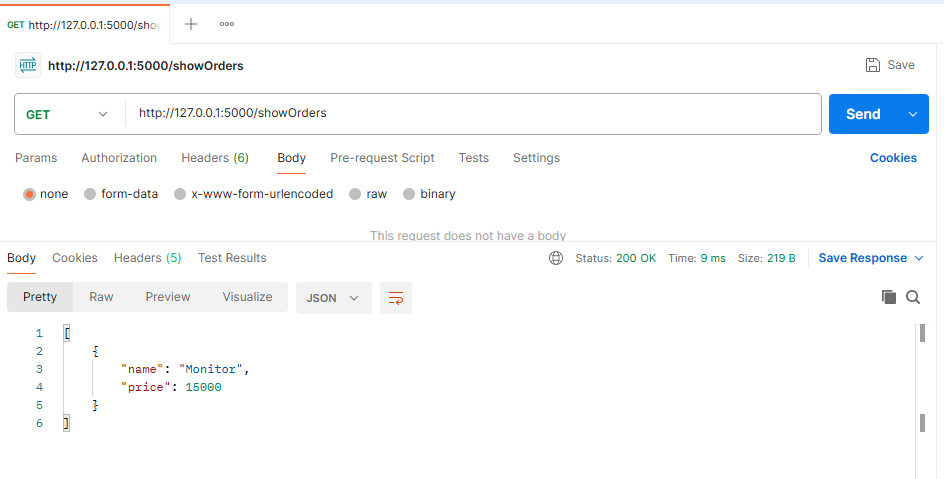 GET http://127.0.0.1:5000/show
HTTP http://127.0.0.1:5000/showOrders Save
GET http://127.0.0.1:5000/showOrders Send
Params Authorization Headers (6) Body Pre-request Script Tests Settings Cookies
none form-data x-www-form-urlencoded raw binary
This request does not have a body
Body Cookies Headers (5) Test Results Status: 200 OK Time: 9 ms Size: 219 B Save Response
Pretty Raw Preview Visualize JSON
1 [
2 {
3 "name": "Monitor",
4 "price": 15000
5 }
6 ]